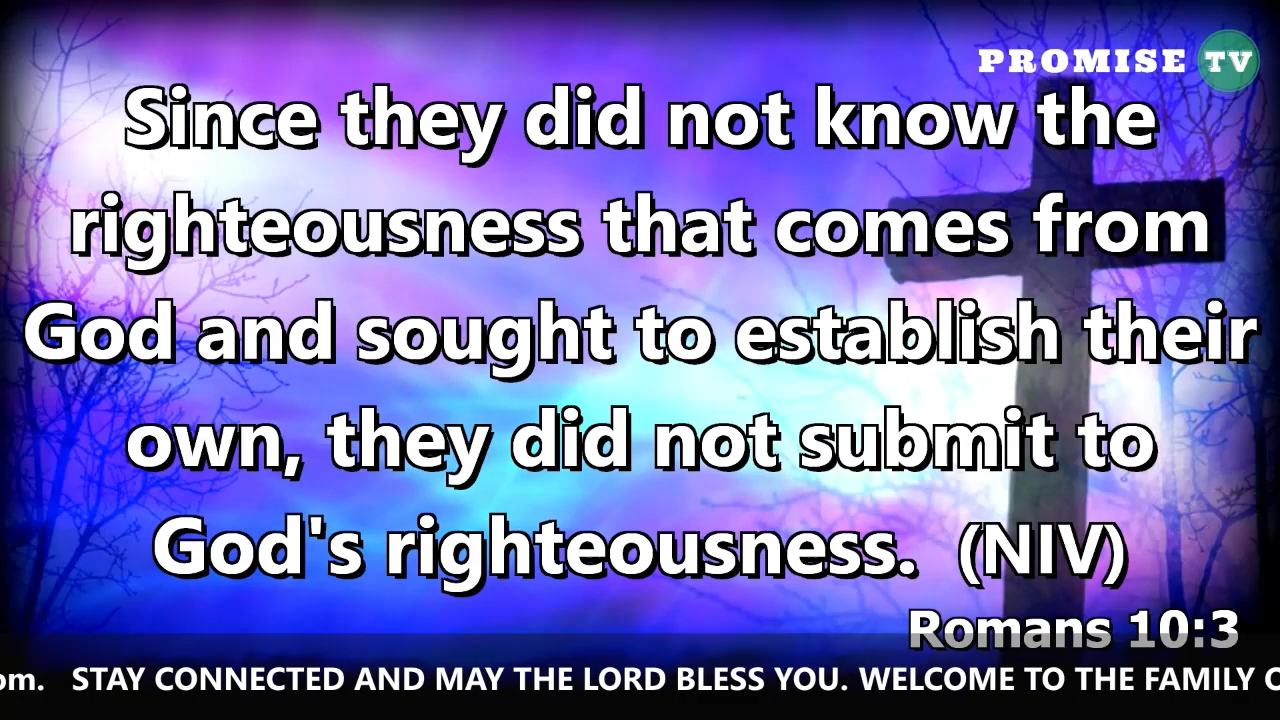 PROMISE TV
Since they did not know the
righteousness that comes from
God and sought to establish their
own, they did not submit to
God's righteousness. (NIV)
Romans 10:3
om. STAY CONNECTED AND MAY THE LORD BLESS YOU. WELCOME TO THE FAMILY